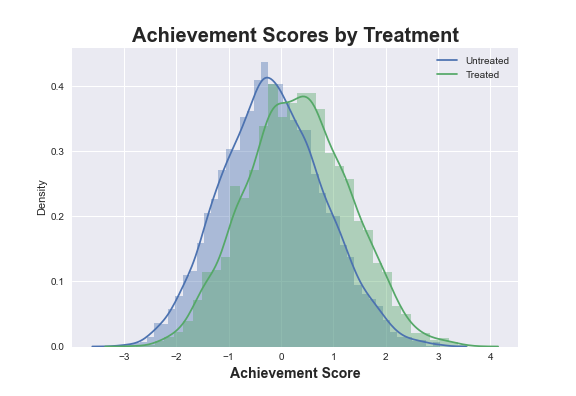 Achievement Scores by Treatment
Untreated
Treated
Density
0.4
0.3
0.2
0.1
0.0
−3
−2
−1
0
1
2
3
4
Achievement Score